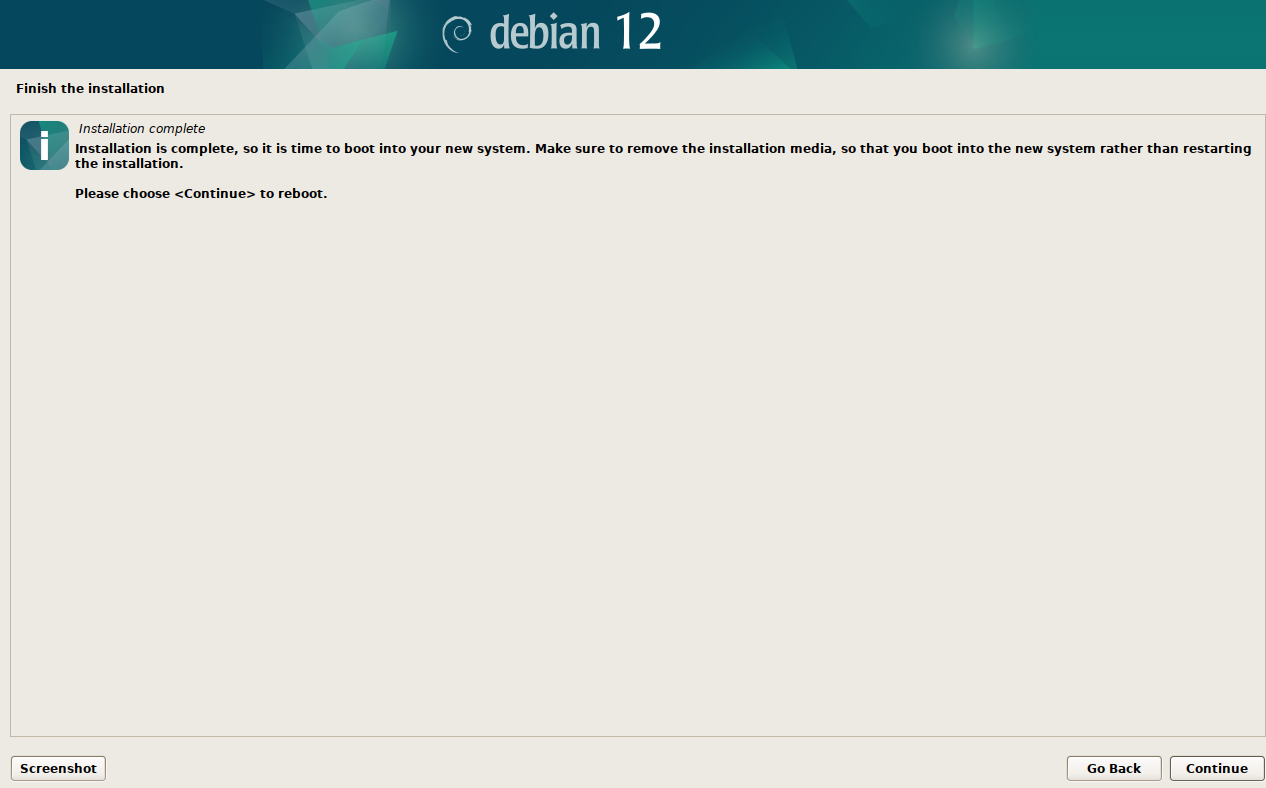 debian 12
Finish the installation
Installation complete
Installation is complete, so it is time to boot into your new system. Make sure to remove the installation media, so that you boot into the new system rather than restarting
the installation.
Please choose <Continue> to reboot.
Screenshot
Go Back
Continue